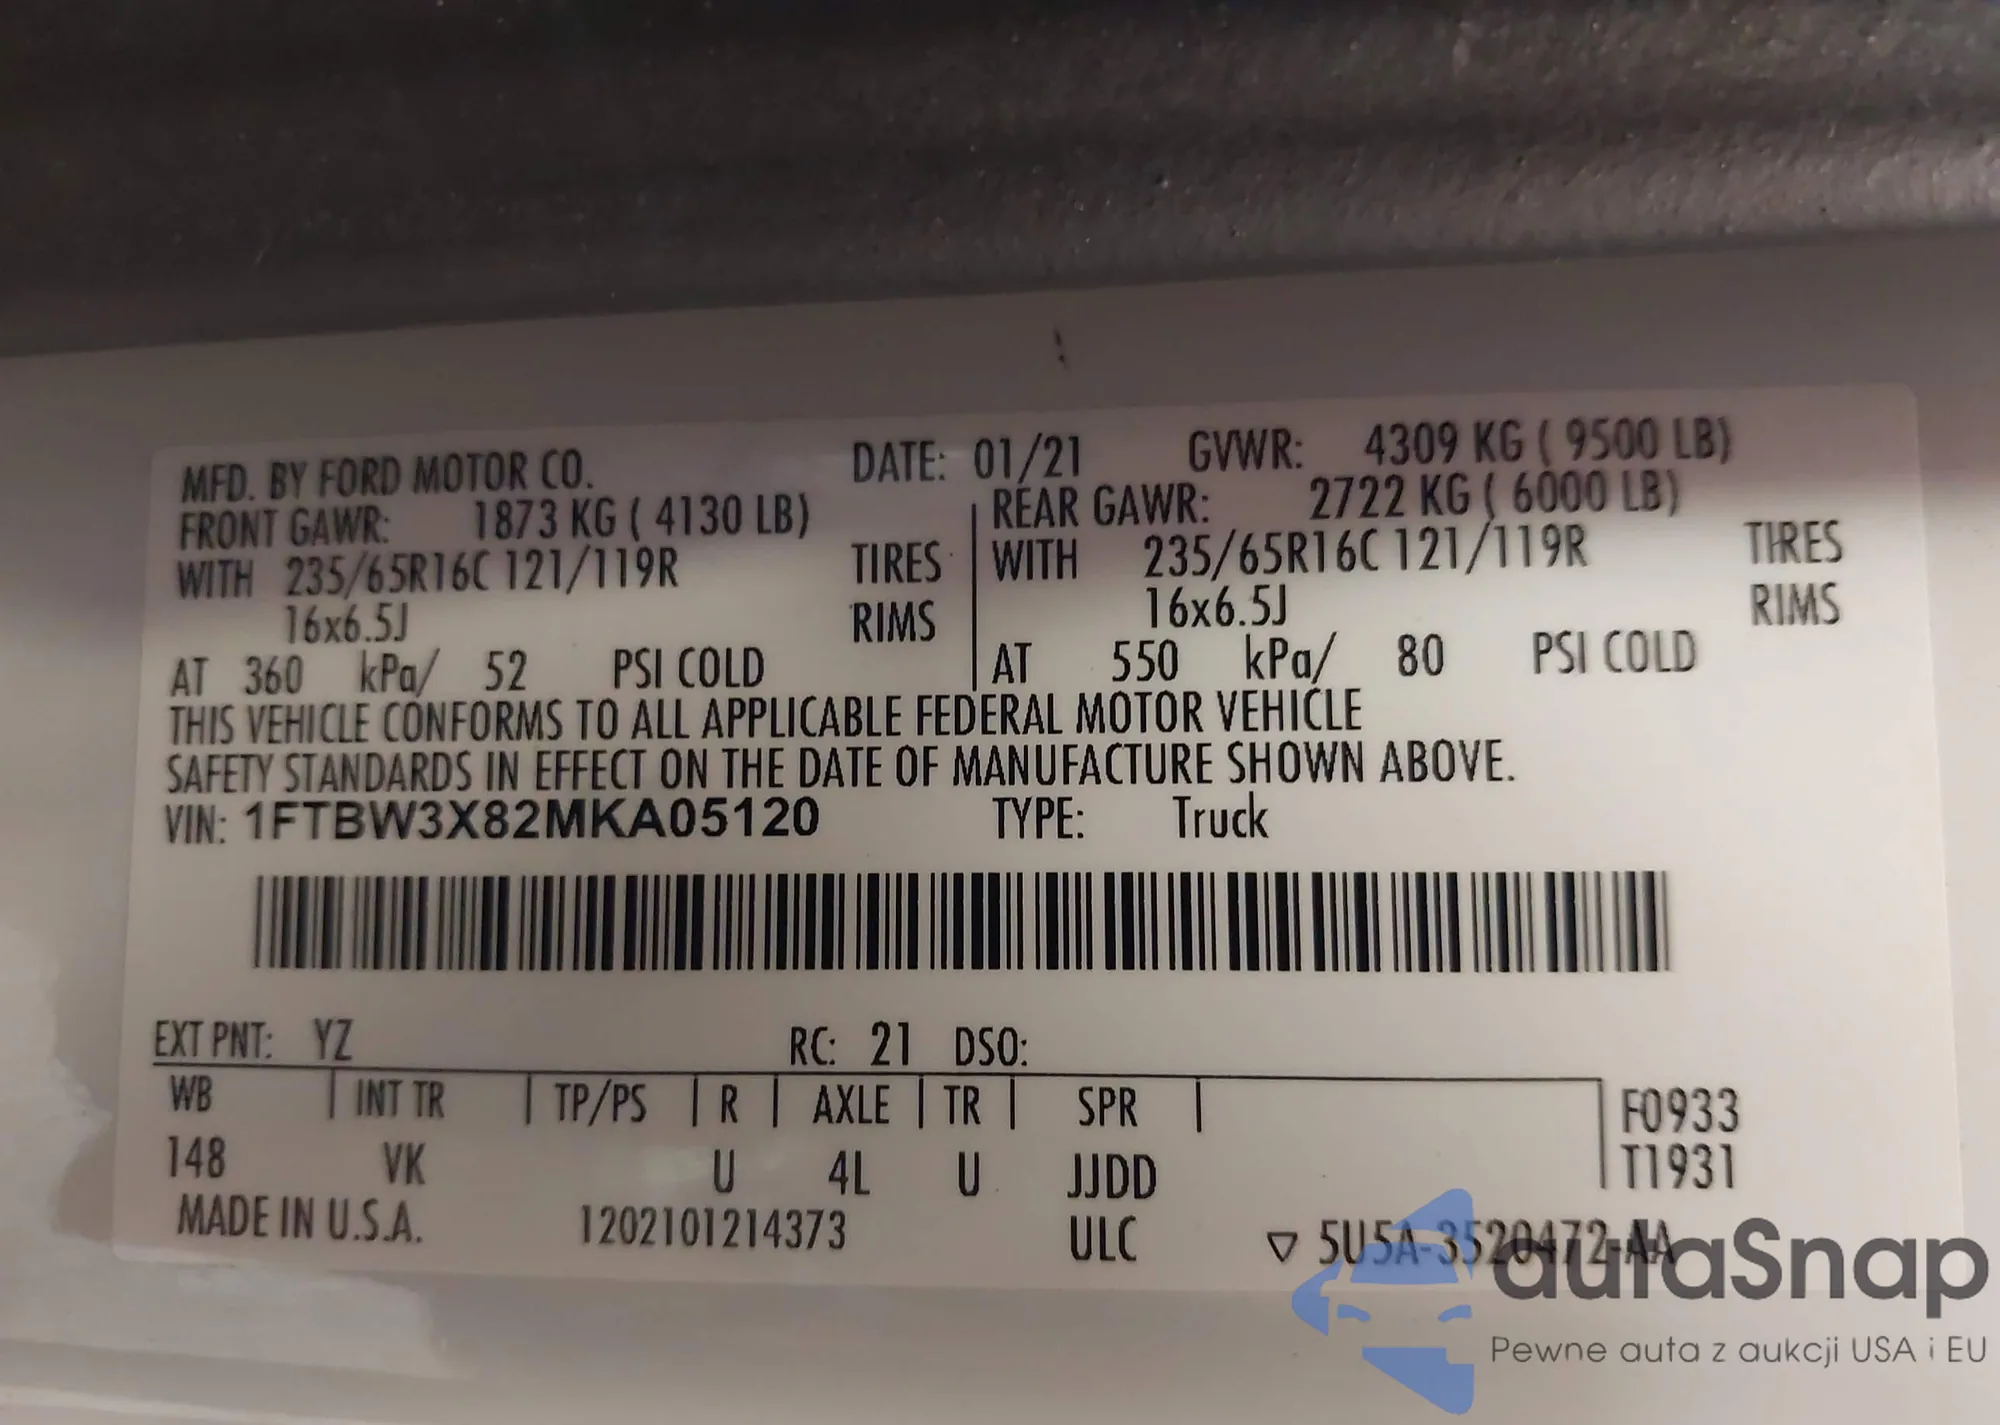 MFD. BY FORD MOTOR CO. DATE: 01/21 GVWR: 4309 KG ( 9500 LB)
FRONT GAWR: 1873 KG ( 4130 LB) REAR GAWR: 2722 KG ( 6000 LB)
WITH 235/65R16C 121/119R TIRES WITH 235/65R16C 121/119R TIRES
16x6.5J RIMS 16x6.5J RIMS
AT 360 kPa/ 52 PSI COLD AT 550 kPa/ 80 PSI COLD
THIS VEHICLE CONFORMS TO ALL APPLICABLE FEDERAL MOTOR VEHICLE
SAFETY STANDARDS IN EFFECT ON THE DATE OF MANUFACTURE SHOWN ABOVE.
VIN: 1FTBW3X82MKA05120 TYPE: Truck
EXT PNT: YZ RC: 21 DSO:
WB INT TR TP/PS R AXLE TR SPR F0933
148 VK U 4L U JJDD T1931
MADE IN U.S.A. 1202101214373 ULC ▽ 5U5A-3520472-AA
autaSnap
Pewne auta z aukcji USA i EU